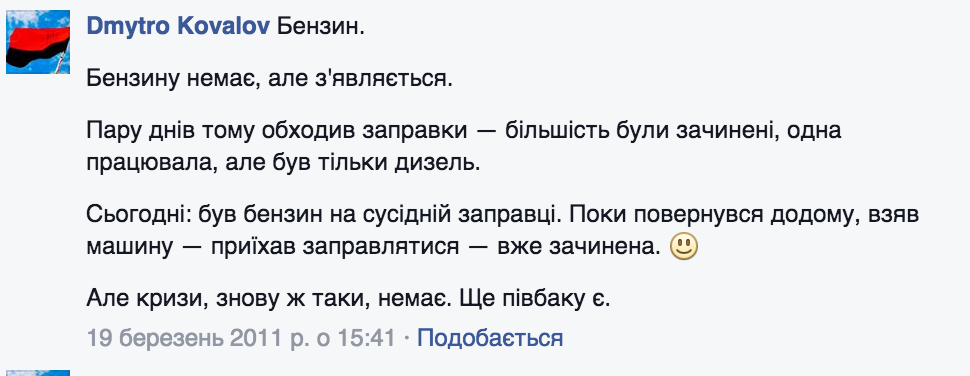 Dmytro Kovalov Бензин.
Бензину немає, але з'являється.
Пару днів тому обходив заправки — більшість були зачинені, одна
працювала, але був тільки дизель.
Сьогодні: був бензин на сусідній заправці. Поки повернувся додому, взяв
машину — приїхав заправлятися — вже зачинена.
Але кризи, знову ж таки, немає. Ще півбаку є.
19 березень 2011 р. о 15:41 · Подобається